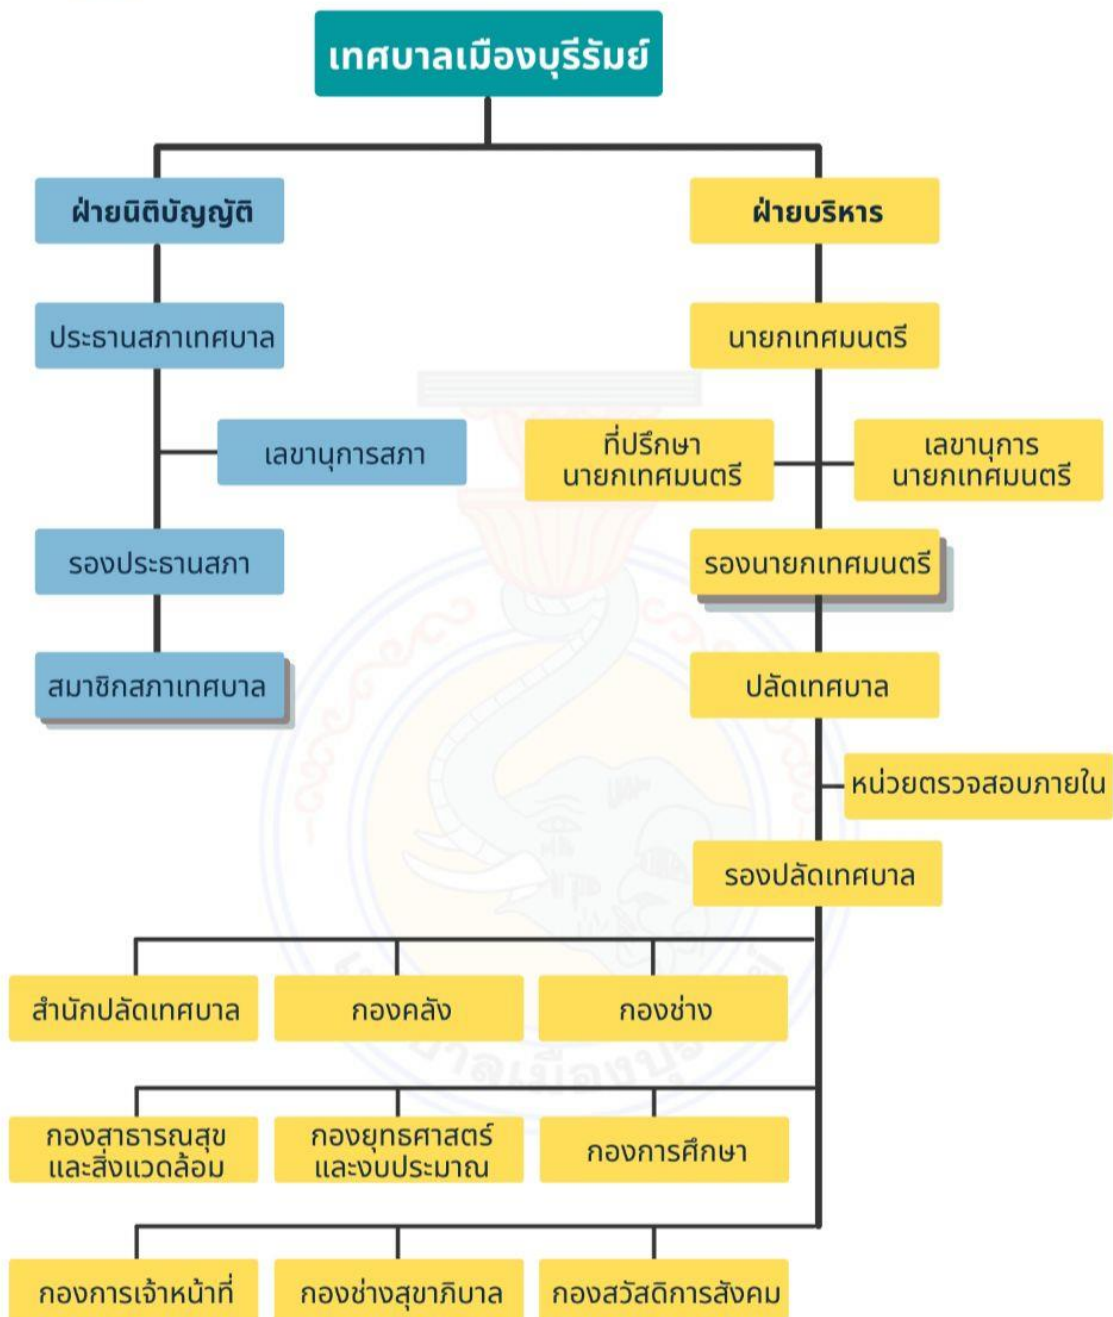 เทศบาลเมืองบุรีรัมย์
ฝ่ายนิติบัญญัติ
ฝ่ายบริหาร
ประธานสภาเทศบาล
นายกเทศมนตรี
เลขานุการสภา
ที่ปรึกษา
นายกเทศมนตรี
เลขานุการ
นายกเทศมนตรี
รองประธานสภา
รองนายกเทศมนตรี
สมาชิกสภาเทศบาล
ปลัดเทศบาล
หน่วยตรวจสอบภายใน
รองปลัดเทศบาล
สำนักปลัดเทศบาล
กองคลัง
กองช่าง
กองสาธารณสุข
และสิ่งแวดล้อม
กองยุทธศาสตร์
และงบประมาณ
กองการศึกษา
กองการเจ้าหน้าที่
กองช่างสุขาภิบาล
กองสวัสดิการสังคม